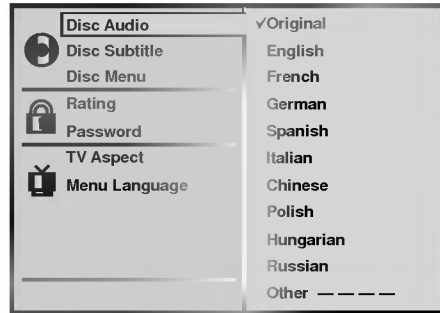 Disc Audio
Disc Subtitle
Disc Menu
Rating
Password
TV Aspect
Menu Language
✓Original
English
French
German
Spanish
Italian
Chinese
Polish
Hungarian
Russian
Other — — — —